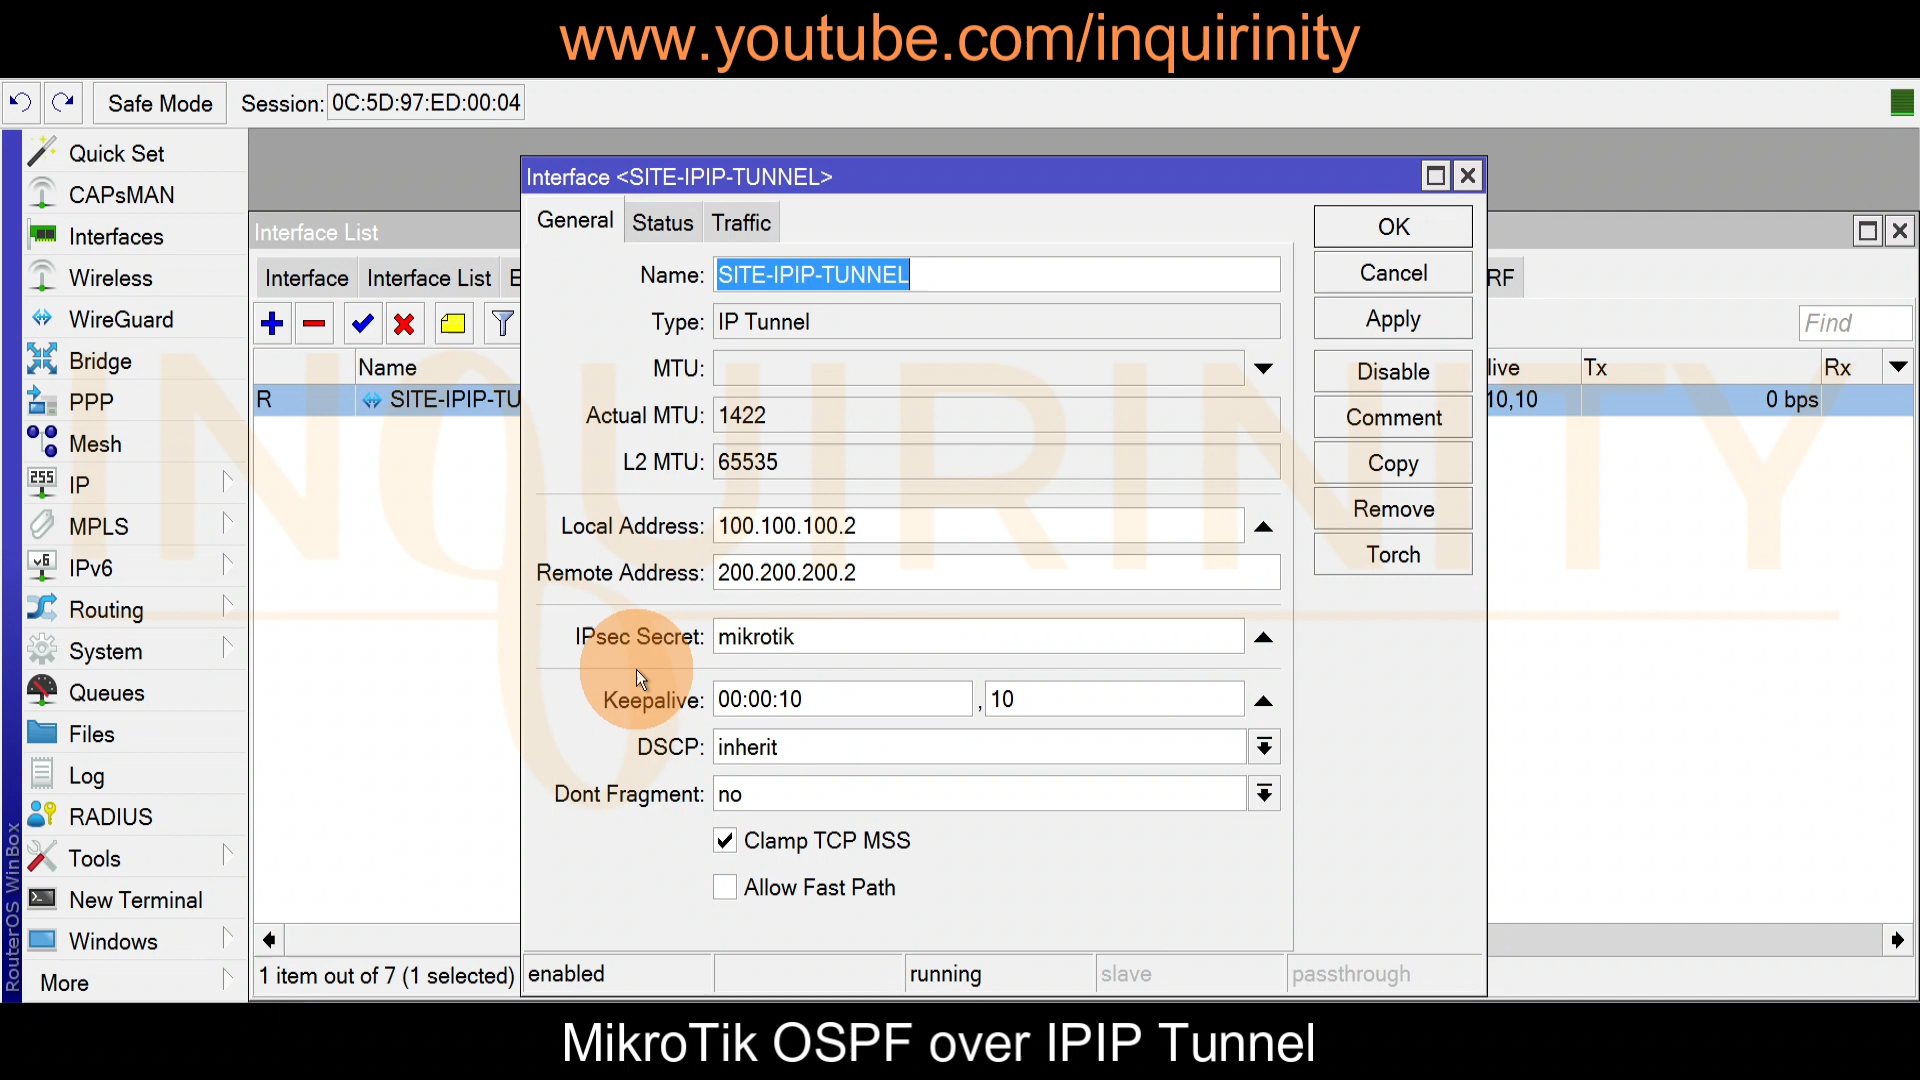 www.youtube.com/inquirinity
Safe Mode Session: 0C:5D:97:ED:00:04
Quick Set
CAPsMAN
Interfaces
Wireless
WireGuard
Bridge
PPP
Mesh
255 IP
MPLS
v6 IPv6
Routing
System
Queues
Files
Log
RADIUS
Tools
New Terminal
Windows
More
RouterOS WinBox
Interface List
Interface Interface List E
Name
R SITE-IPIP-TU
1 item out of 7 (1 selected)
Interface <SITE-IPIP-TUNNEL>
General Status Traffic
Name: SITE-IPIP-TUNNEL
Type: IP Tunnel
MTU:
Actual MTU: 1422
L2 MTU: 65535
Local Address: 100.100.100.2
Remote Address: 200.200.200.2
IPsec Secret: mikrotik
Keepalive: 00:00:10 , 10
DSCP: inherit
Dont Fragment: no
Clamp TCP MSS
Allow Fast Path
enabled running slave passthrough
OK
Cancel
Apply
Disable
Comment
Copy
Remove
Torch
RF
Find
live Tx Rx
10,10 0 bps
INQUIRINITY
MikroTik OSPF over IPIP Tunnel